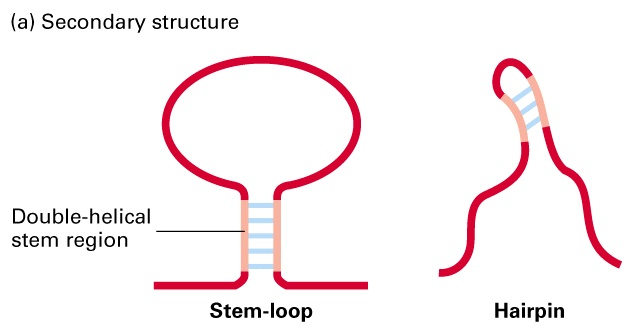 (a) Secondary structure
Double-helical
stem region
Stem-loop
Hairpin